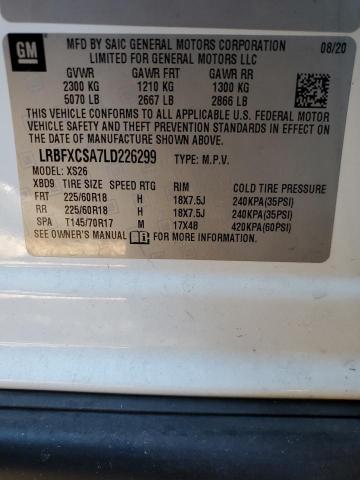 GM
MFD BY SAIC GENERAL MOTORS CORPORATION 08/20
LIMITED FOR GENERAL MOTORS LLC
GVWR GAWR FRT GAWR RR
2300 KG 1210 KG 1300 KG
5070 LB 2667 LB 2866 LB
THIS VEHICLE CONFORMS TO ALL APPLICABLE U.S. FEDERAL MOTOR
VEHICLE SAFETY AND THEFT PREVENTION STANDARDS IN EFFECT ON
THE DATE OF MANUFACTURE SHOWN ABOVE.
LRBFXCSA7LD226299 TYPE: M.P.V.
MODEL: XS26
XBD9 TIRE SIZE SPEED RTG RIM COLD TIRE PRESSURE
FRT 225/60R18 H 18X7.5J 240KPA(35PSI)
RR 225/60R18 H 18X7.5J 240KPA(35PSI)
SPA T145/70R17 M 17X4B 420KPA(60PSI)
SEE OWNER'S MANUAL FOR MORE INFORMATION